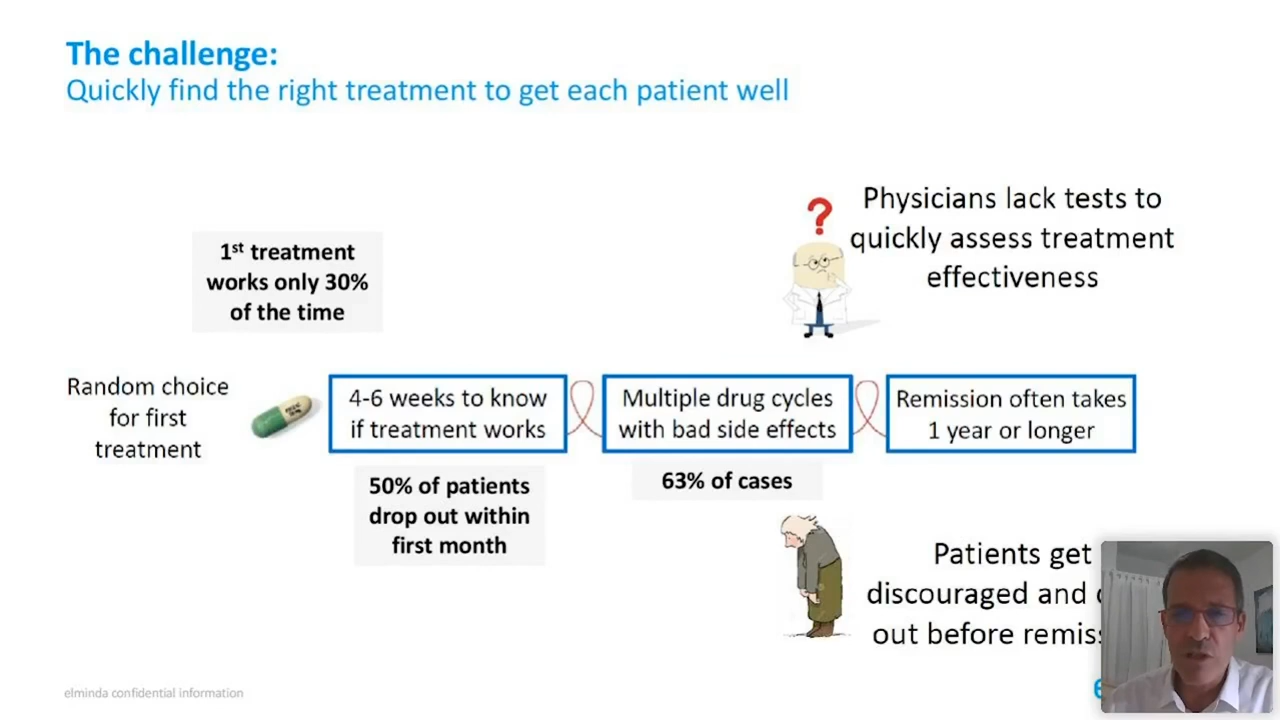 The challenge:
Quickly find the right treatment to get each patient well
Physicians lack tests to
quickly assess treatment
effectiveness
?
1st treatment
works only 30%
of the time
Random choice
for first
treatment
4-6 weeks to know
if treatment works
Multiple drug cycles
with bad side effects
Remission often takes
1 year or longer
50% of patients
drop out within
first month
63% of cases
Patients get
discouraged and
out before
elminda confidential information